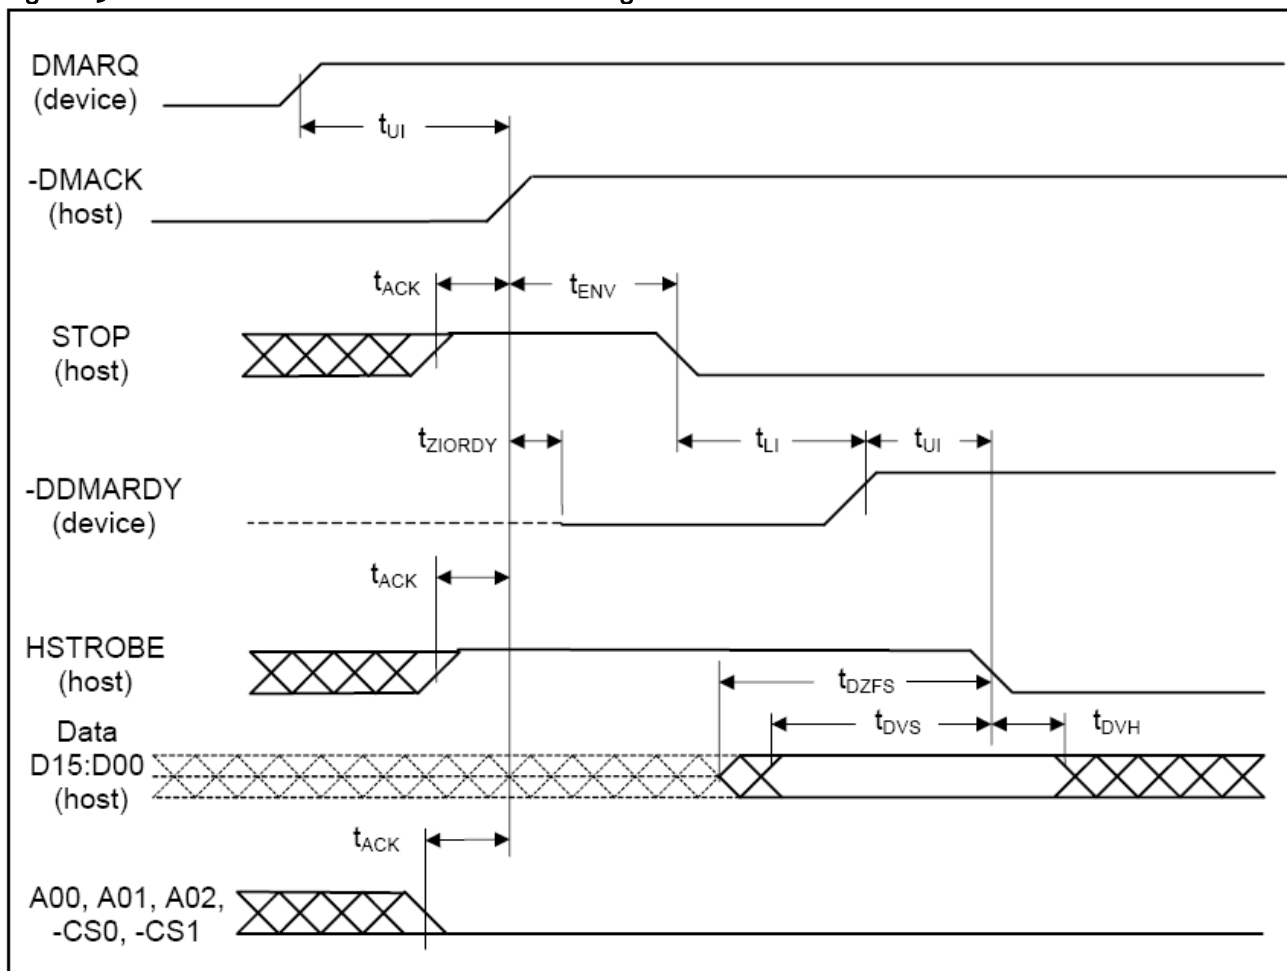 DMARQ
(device)
tUI
-DMACK
(host)
tACK
tENV
STOP
(host)
tZIORDY
tLI
tUI
-DDMARDY
(device)
tACK
HSTROBE
(host)
tDZFS
tDVS
tDVH
Data
D15:D00
(host)
tACK
A00, A01, A02,
-CS0, -CS1